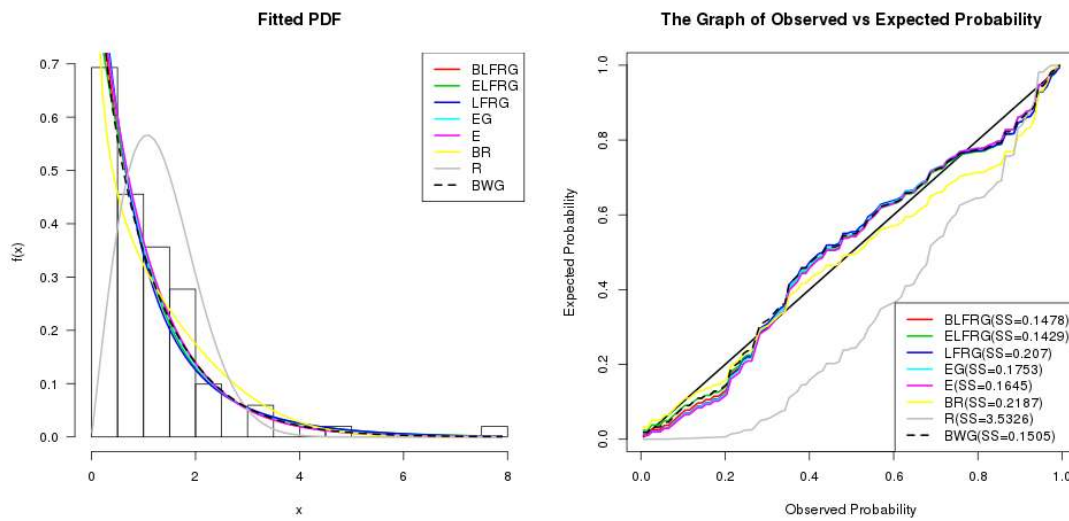 Fitted PDF
f(x)
0.7
0.6
0.5
0.4
0.3
0.2
0.1
0.0
BLFRG
ELFRG
LFRG
EG
E
BR
R
BWG
0 2 4 6 8
x
The Graph of Observed vs Expected Probability
Expected Probability
1.0
0.8
0.6
0.4
0.2
0.0
BLFRG(SS=0.1478)
ELFRG(SS=0.1429)
LFRG(SS=0.207)
EG(SS=0.1753)
E(SS=0.1645)
BR(SS=0.2187)
R(SS=3.5326)
BWG(SS=0.1505)
0.0 0.2 0.4 0.6 0.8 1.0
Observed Probability